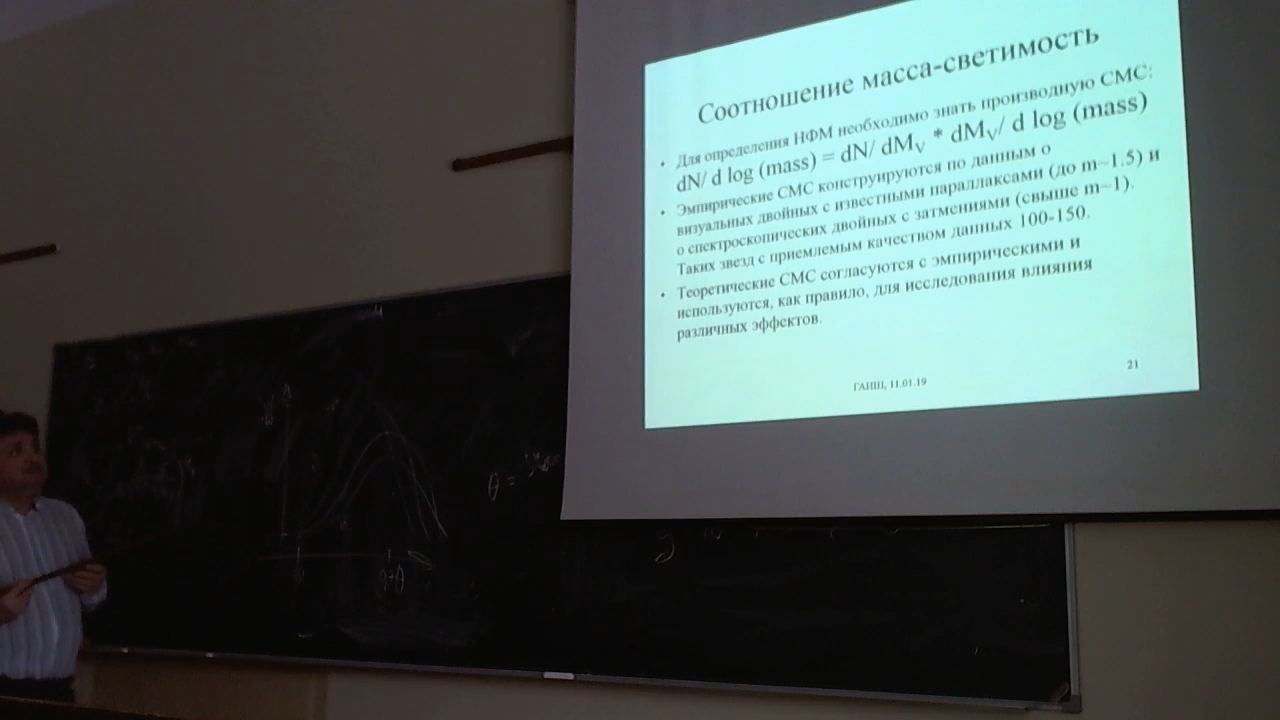 Соотношение масса-светимость
• Для определения НФМ необходимо знать производную СМС:
dN/ d log (mass) = dN/ dMV * dMV/ d log (mass)
• Эмпирические СМС конструируются по данным о
визуальных двойных с известными параллаксами (до m~1.5) и
о спектроскопических двойных с затмениями (свыше m~1).
Таких звезд с приемлемым качеством данных 100-150.
• Теоретические СМС согласуются с эмпирическими и
используются, как правило, для исследования влияния
различных эффектов.
ГАИШ, 11.01.19
21
θ =